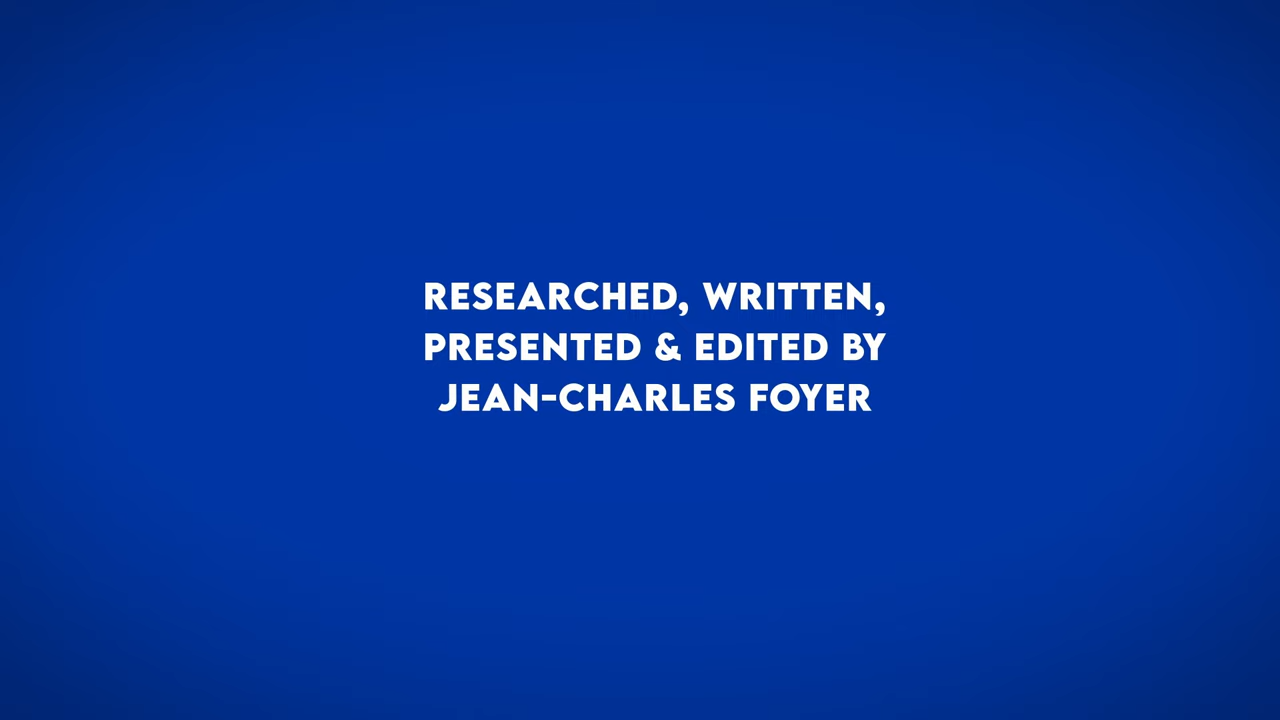 RESEARCHED, WRITTEN,
PRESENTED & EDITED BY
JEAN-CHARLES FOYER